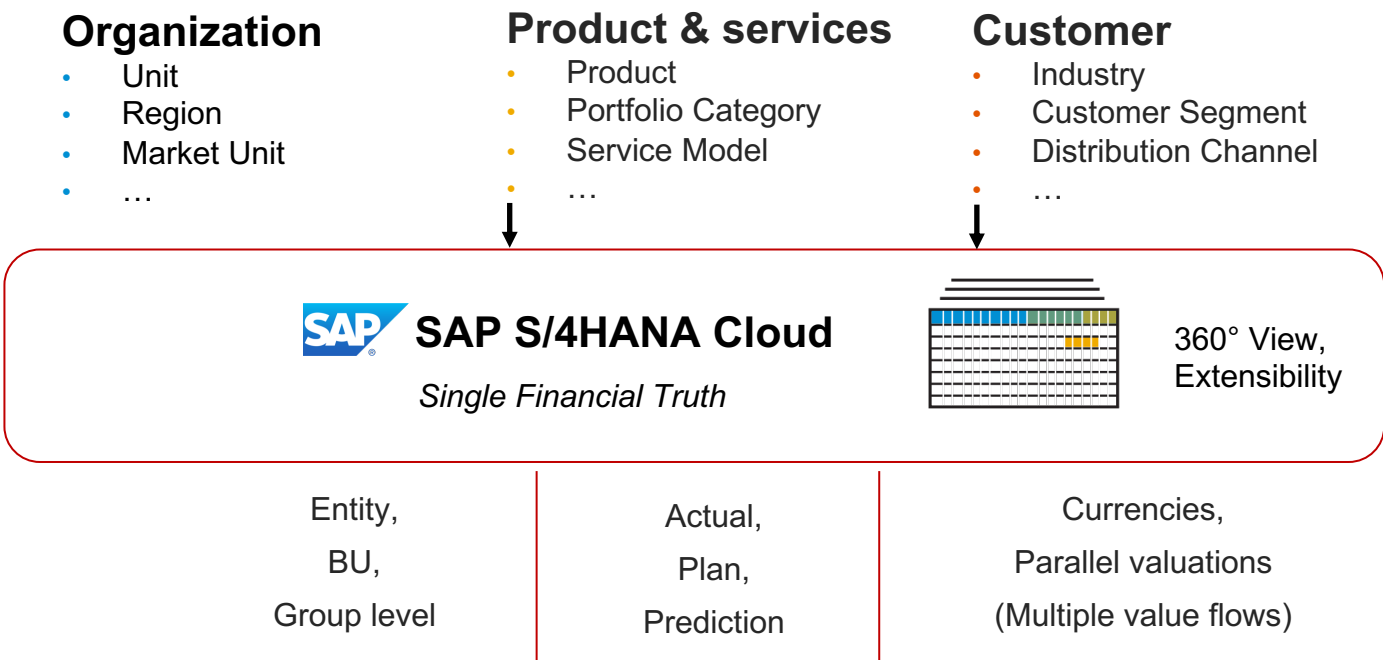 Organization
• Unit
• Region
• Market Unit
• …
Product & services
• Product
• Portfolio Category
• Service Model
• …
Customer
• Industry
• Customer Segment
• Distribution Channel
• …
SAP ® SAP S/4HANA Cloud
Single Financial Truth
360° View,
Extensibility
Entity,
BU,
Group level
Actual,
Plan,
Prediction
Currencies,
Parallel valuations
(Multiple value flows)